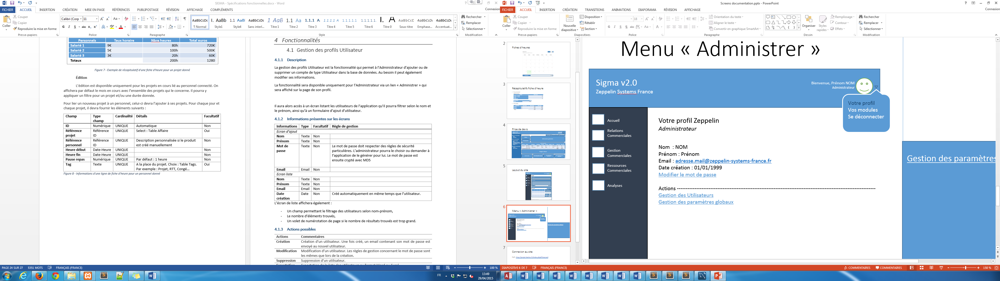 SIGMA - Spécifications fonctionnelles.docx - Word
FICHIER ACCUEIL INSERTION CRÉATION MISE EN PAGE RÉFÉRENCES PUBLIPOSTAGE RÉVISION AFFICHAGE COMPLÉMENTS Connexion
Coller
Couper
Copier
Reproduire la mise en forme
Presse-papiers
Calibri (Corp 11
G I S abc
Police
Paragraphe
AaBbCcDc I. AaBb 1.1 AaB AaBbCcDc 1 AaB 1.1 Aa 1.1.1 A 1.1.1.1 A 1.1.1.1.1 1.1.1.1.1. I. A AaBbCcD AaBbCcDc AaBbCcDc
¶ Normal Style1 Style4 Sans interl... Titre 1 Titre 2 Titre 3 Titre 4 Titre 5 Titre 6 Titre 0 Sous-titre Emphase... Accentuat...
Style
Rechercher
Remplacer
Sélectionner
Modification
Personnels Taux horaire Nbre heures Total euros
Salarié 1 9€ 80h 720€
Salarié 2 5€ 100h 500€
Salarié 3 3€ 20h 60€
Totaux 200h 1280
Figure 7 - Exemple de récapitulatif d'une fiche d'heure pour un projet donné
Édition
L'édition est disponible uniquement pour les projets en cours lié au personnel connecté. On
affichera par défaut le mois en cours avec l'ensemble des projets qui le concerne. Il pourra y
appliquer un filtre pour un projet et/ou une durée donnée.
Pour lier un nouveau projet à un personnel, celui-ci devra l'ajouter à ses projets. Pour chaque jour et
chaque projet, il devra fournir les éléments suivants :
Champ Type champ Cardinalité Détails Facultatif
ID Numérique UNIQUE Automatique Non
Référence projet Référence ID UNIQUE Select : Table Affaire Oui
Référence personnel Référence ID UNIQUE Description personnalisée si le produit est créé manuellement Non
Heure début Date-Heure UNIQUE Non
Heure fin Date-Heure UNIQUE Non
Pause repas Numérique UNIQUE Par défaut : 1 heure Non
Tag Texte UNIQUE A la place du projet. Choix : Table Tags. Par exemple : Projet, RTT, Congé... Oui
Figure 8 - Informations d'une ligne de fiche d'heure pour un personnel donné
4 Fonctionnalités
4.1 Gestion des profils Utilisateur
4.1.1 Description
La gestion des profils Utilisateur est la fonctionnalité qui permet à l'Administrateur d'ajouter ou de
supprimer un compte de type Utilisateur dans la base de données. Au besoin il peut également
modifier ses informations.
La fonctionnalité sera disponible uniquement pour l'Administrateur via un lien « Administrer » qui
sera affiché sur la page de son profil.
Il aura alors accès à un écran listant les utilisateurs de l'application qu'il pourra filtrer selon le nom et
le prénom, ainsi qu'à un formulaire d'ajout d'utilisateur.
4.1.2 Informations présentes sur les écrans
Informations Type Facultatif Règle de gestion
Ecran d'ajout
Nom Texte Non
Prénom Texte Non
Mot de passe Texte Non Le mot de passe doit respecter des règles de sécurité
particulières. L'administrateur pourra le choisir ou demander à
l'application de le générer pour lui. Le mot de passe est
ensuite crypté avec MD5
Email Email Non
Ecran liste
Nom Texte Non
Prénom Texte Non
Email Email Non
Date création Date Non Créé automatiquement en même temps que l'utilisateur.
L'écran de liste affichera également :
- Un champ permettant le filtrage des utilisateurs selon nom-prénom,
- Le nombre d'éléments trouvés,
- Un volet de numérotation de page si le nombre de résultats trouvés est trop grand.
4.1.3 Actions possibles
Actions Commentaires
Création Création d'un utilisateur. Une fois créé, un email contenant son mot de passe est
envoyé au nouvel utilisateur.
Modification Modification d'un utilisateur. Les règles de gestion concernant le mot de passe sont
les mêmes que lors de la création.
Suppression Suppression d'un utilisateur.
PAGE 24 SUR 27 5351 MOTS FRANÇAIS (FRANCE) 100 %
FR 13:49
29/04/2015
Screens documentation.pptx - PowerPoint
FICHIER ACCUEIL INSERTION CRÉATION TRANSITIONS ANIMATIONS DIAPORAMA RÉVISION AFFICHAGE Connexion
Coller
Couper
Copier
Reproduire la mise en forme
Presse-papiers
Nouvelle diapositive
Disposition
Rétablir
Section
Diapositives
18
G I S S abc AV Aa A
Police
Orientation du texte
Aligner le texte
Convertir en graphique SmartArt
Paragraphe
Organiser
Styles rapides
Remplissage
Contour
Effets
Dessin
Rechercher
Remplacer
Sélectionner
Modification
2
Fiches d'heures
3
Récapitulatifs fiche d'heure
4
Prise de devis
5
Layout du site
6
Menu « Administrer »
7
Connexion au site
Menu « Administrer »
Sigma v2.0
Zeppelin Systems France
Bienvenue, Prénom NOM
Administrateur
Votre profil
Vos modules
Se déconnecter
Accueil
Relations
Commerciales
Gestion
Commerciales
Ressources
Commerciales
Analyses
Votre profil Zeppelin
Administrateur
Nom : NOM
Prénom : Prénom
Email : adresse.mail@zeppelin-systems-france.fr
Date création : 01/01/1999
Modifier le mot de passe
Actions
Gestion des Utilisateurs
Gestion des paramètres globaux
Gestion des paramètres
DIAPOSITIVE 6 DE 7 FRANÇAIS (FRANCE) COMMENTAIRES COMMENTAIRES 150 %